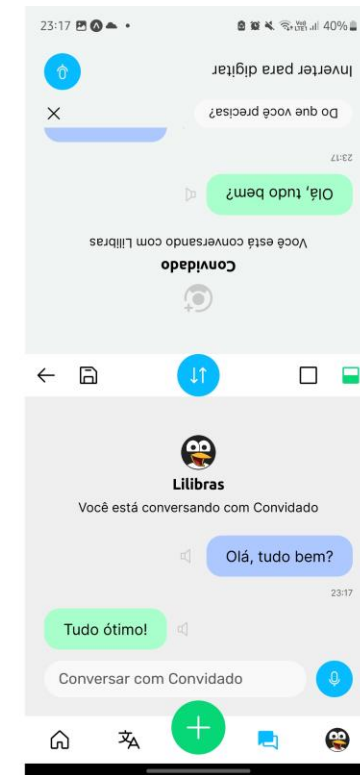 23:17 40%
Convidado
Você está conversando com Lilibras
Olá, tudo bem?
23:17
Do que você precisa?
Inverter para digitar
Lilibras
Você está conversando com Convidado
Olá, tudo bem?
23:17
Tudo ótimo!
Conversar com Convidado